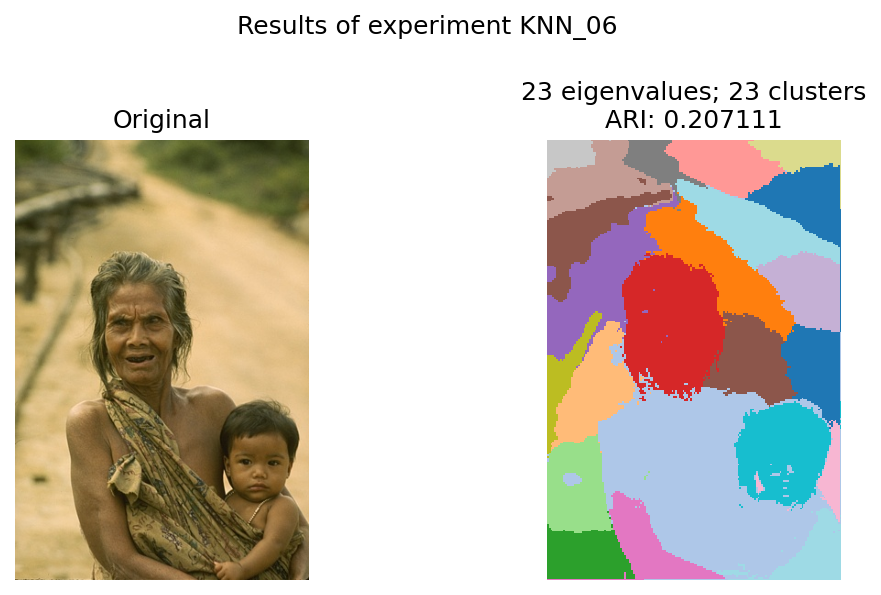 Results of experiment KNN_06
Original
23 eigenvalues; 23 clusters
ARI: 0.207111